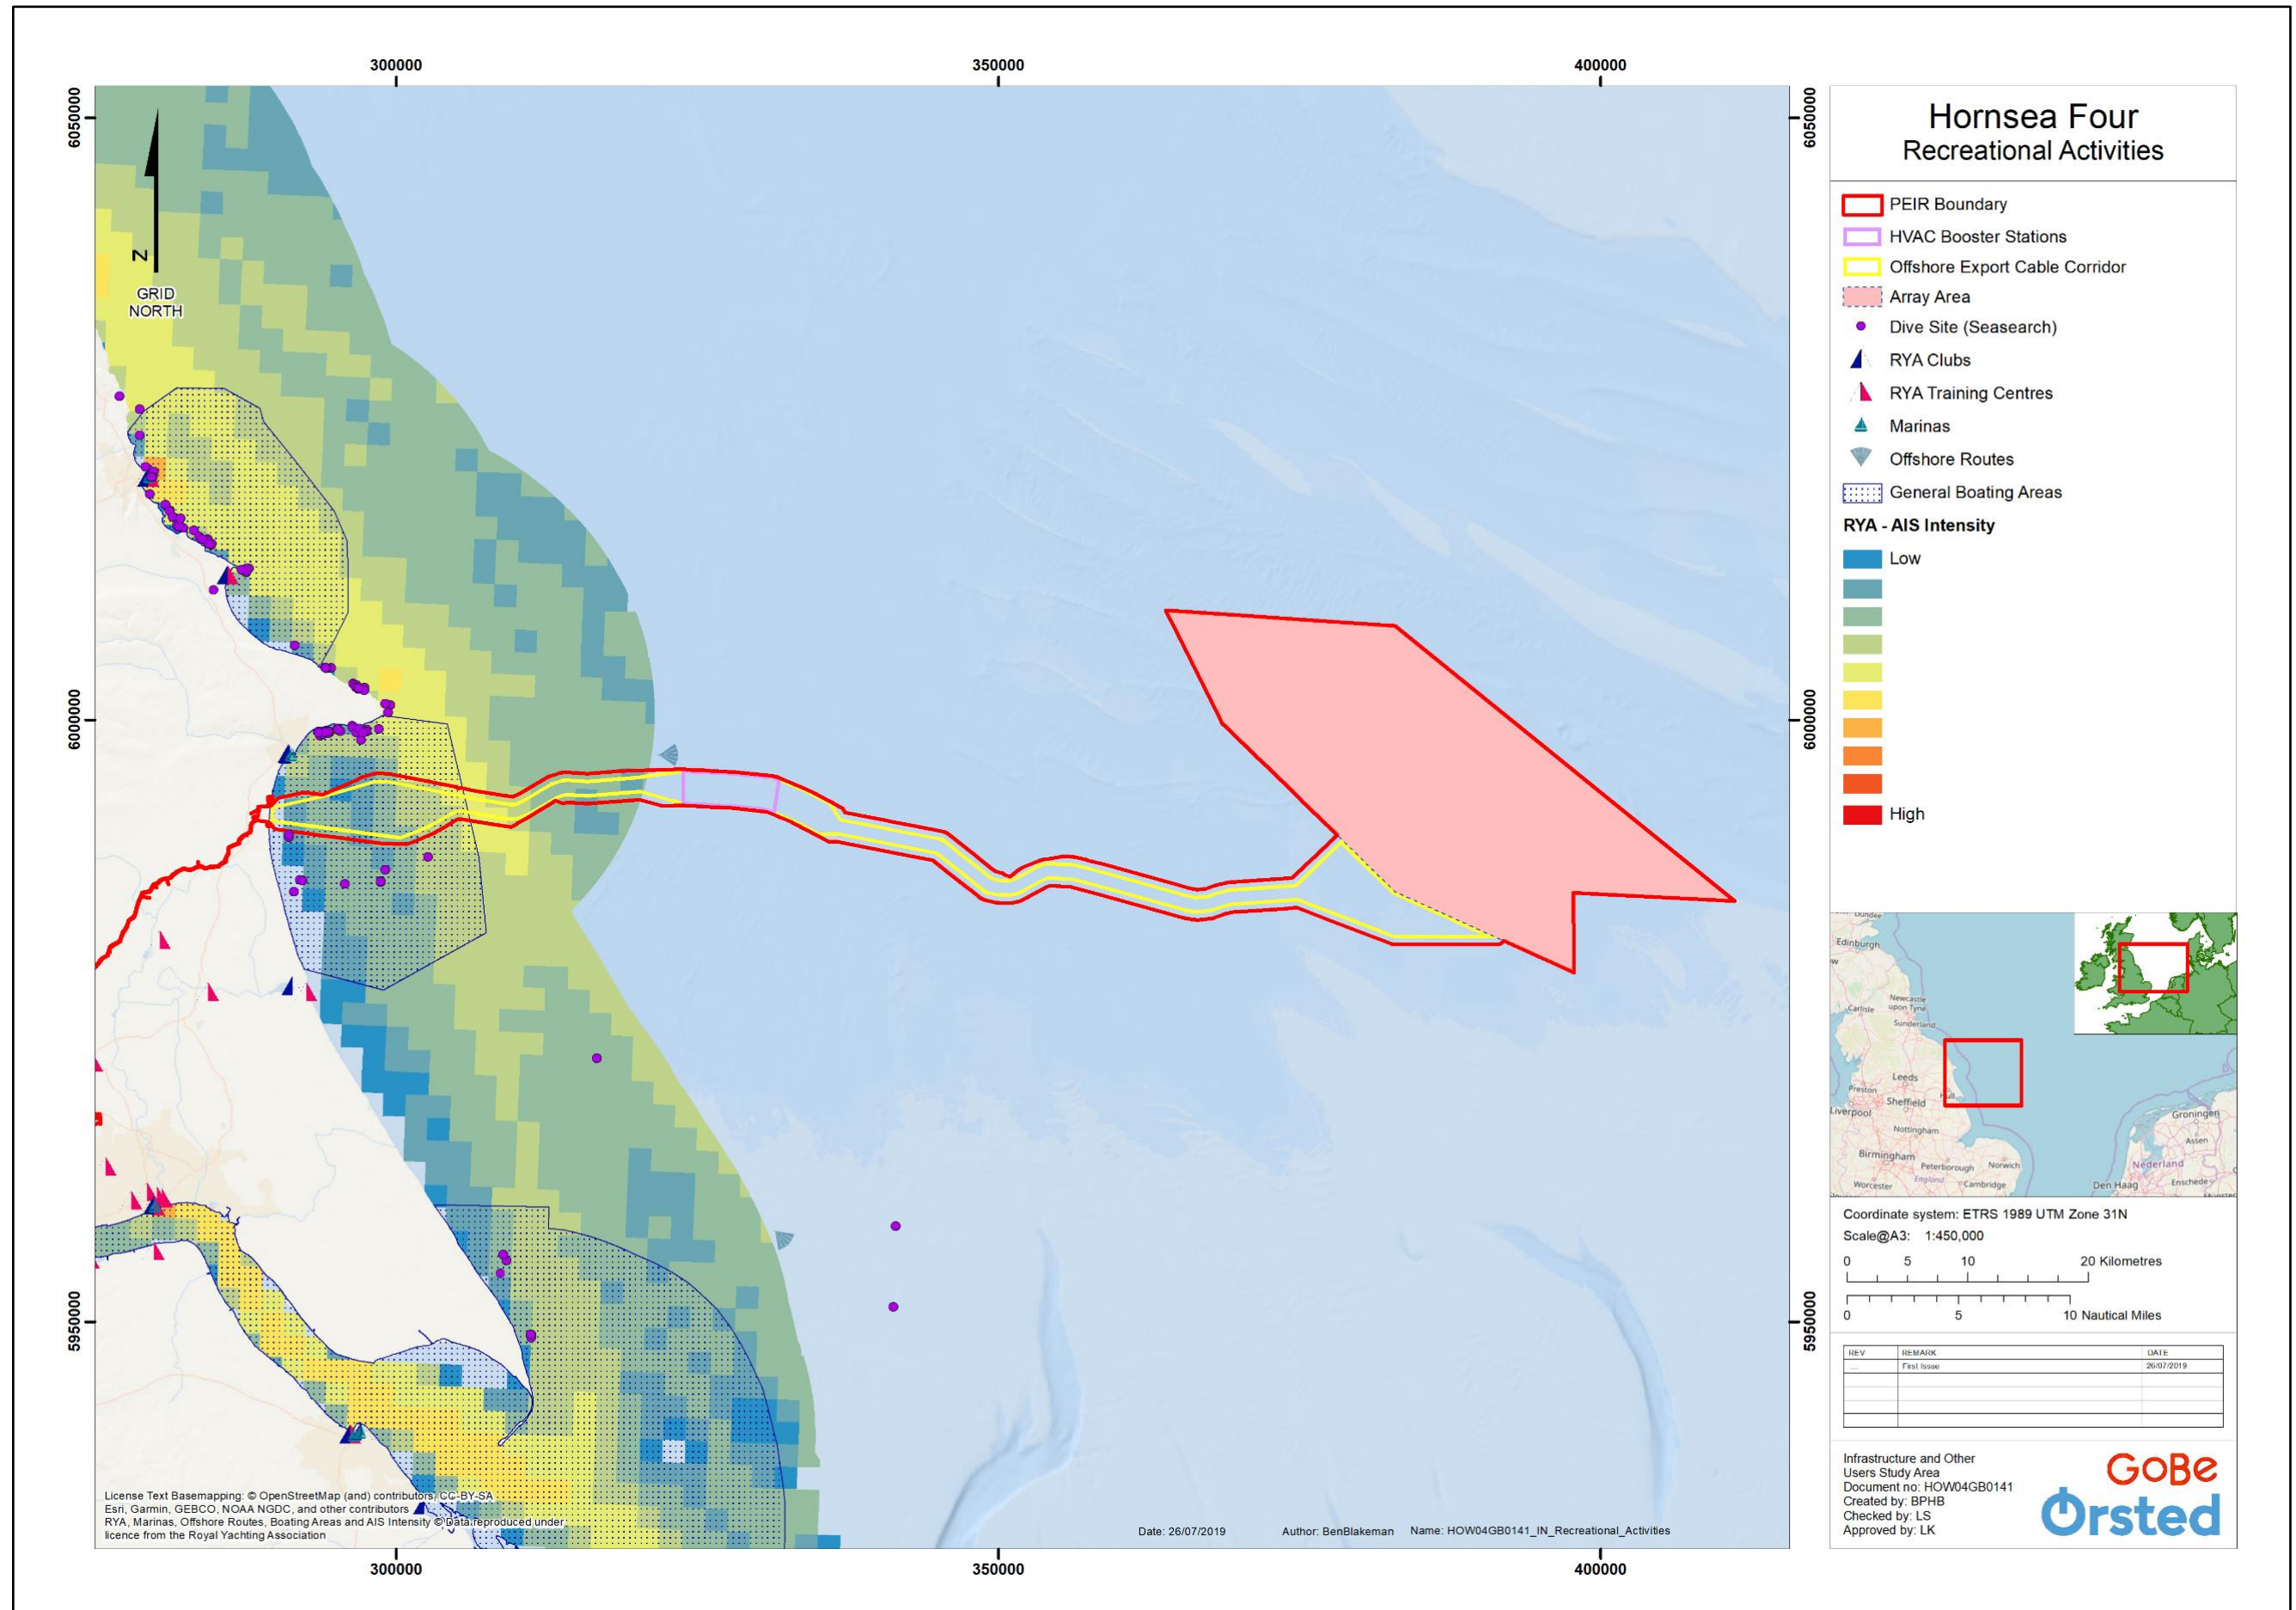 300000
350000
400000
6050000
6050000
6000000
6000000
5950000
5950000
N
GRID
NORTH
300000
350000
400000
License Text Basemapping: © OpenStreetMap (and) contributors, CC-BY-SA
Esri, Garmin, GEBCO, NOAA NGDC, and other contributors
RYA, Marinas, Offshore Routes, Boating Areas and AIS Intensity © Data reproduced under
licence from the Royal Yachting Association
Date: 26/07/2019
Author: BenBlakeman
Name: HOW04GB0141_IN_Recreational_Activities
Hornsea Four
Recreational Activities
PEIR Boundary
HVAC Booster Stations
Offshore Export Cable Corridor
Array Area
Dive Site (Seasearch)
RYA Clubs
RYA Training Centres
Marinas
Offshore Routes
General Boating Areas
RYA - AIS Intensity
Low
High
Dundee
Edinburgh
Newcastle
upon Tyne
Carlisle
Sunderland
Leeds
Preston
Hull
Sheffield
Liverpool
Nottingham
Birmingham
Peterborough
Norwich
England
Cambridge
Worcester
Groningen
Assen
Nederland
Den Haag
Enschede
Coordinate system: ETRS 1989 UTM Zone 31N
Scale@A3: 1:450,000
0 5 10 20 Kilometres
0 5 10 Nautical Miles
REV REMARK DATE
First Issue 26/07/2019
Infrastructure and Other
Users Study Area
Document no: HOW04GB0141
Created by: BPHB
Checked by: LS
Approved by: LK
GoBe
Ørsted